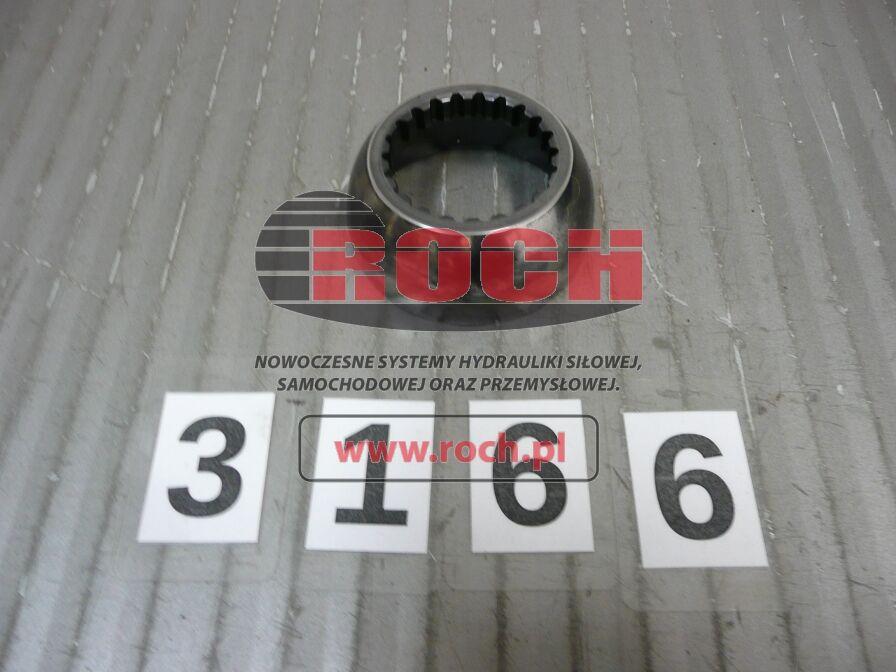 ROCH
NOWOCZESNE SYSTEMY HYDRAULIKI SIŁOWEJ,
SAMOCHODOWEJ ORAZ PRZEMYSŁOWEJ.
www.roch.pl
3 1 6 6